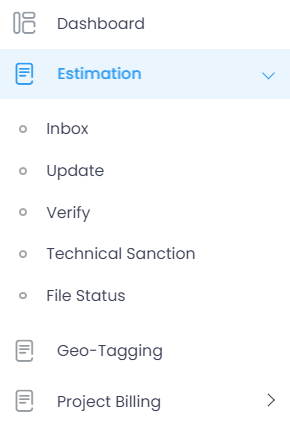 Dashboard
Estimation
Inbox
Update
Verify
Technical Sanction
File Status
Geo-Tagging
Project Billing